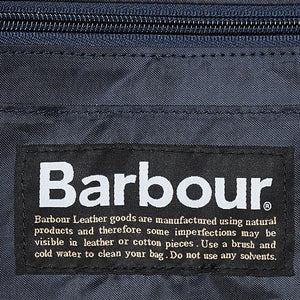 Barbour®
Barbour Leather goods are manufactured using natural
products and therefore some imperfections may be
visible in leather or cotton pieces. Use a brush and
cold water to clean your bag. Do not use any solvents.